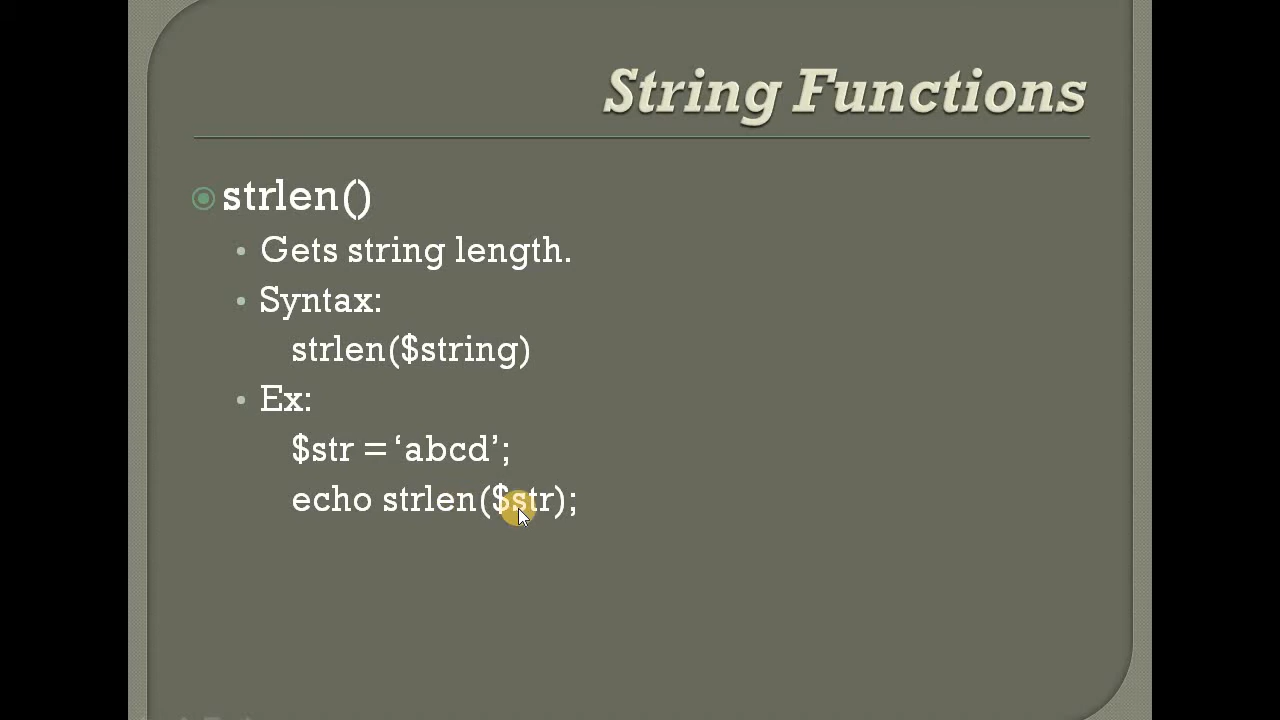 String Functions
strlen()
Gets string length.
Syntax:
strlen($string)
Ex:
$str = ‘abcd’;
echo strlen($str);